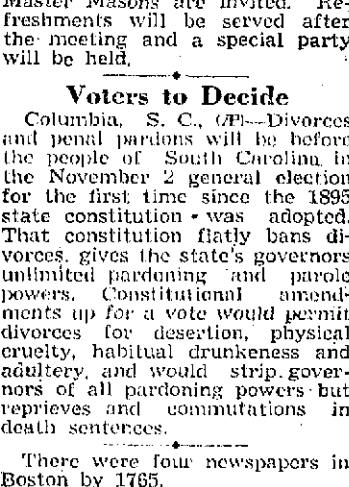 Master Masons are invited. Re-
freshments will be served after
the meeting and a special party
will be held.
Voters to Decide
Columbia, S. C., (AP)—Divorces
and penal pardons will be before
the people of South Carolina in
the November 2 general election
for the first time since the 1895
state constitution was adopted.
That constitution flatly bans di-
vorces, gives the state's governors
unlimited pardoning and parole
powers. Constitutional amend-
ments up for a vote would permit
divorces for desertion, physical
cruelty, habitual drunkeness and
adultery, and would strip gover-
nors of all pardoning powers but
reprieves and commutations in
death sentences.
There were four newspapers in
Boston by 1765.